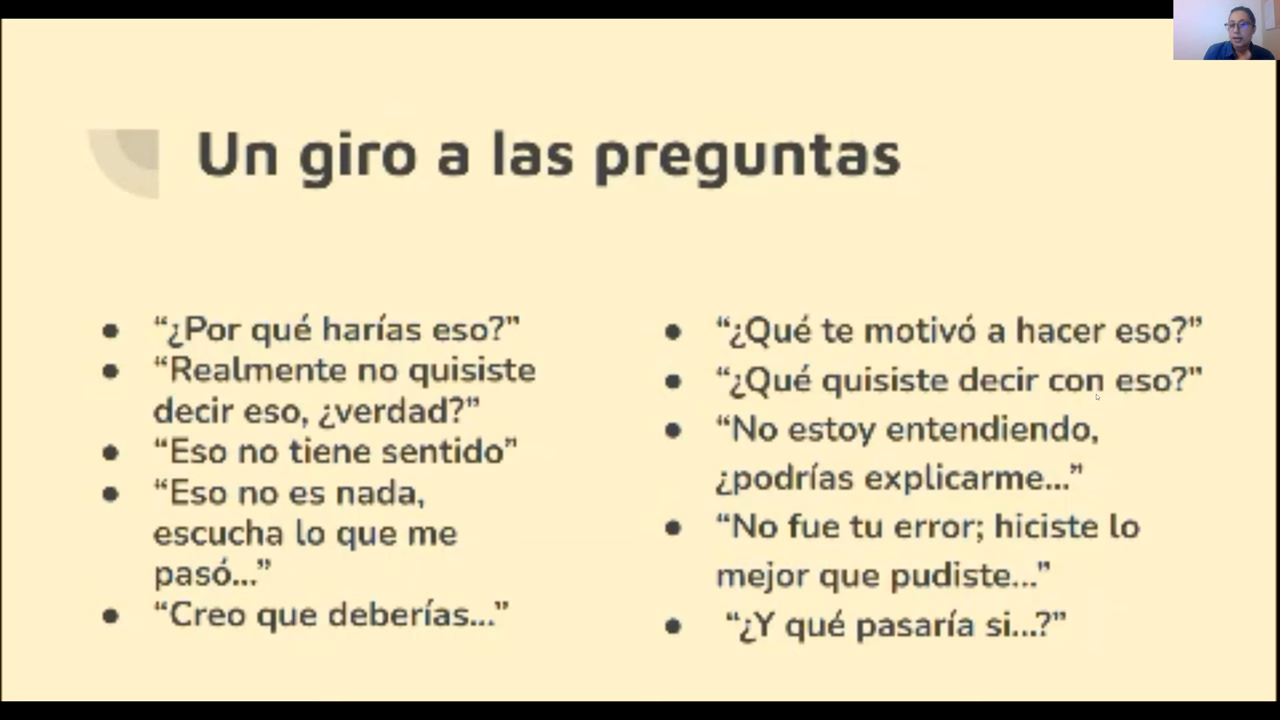 Un giro a las preguntas
● “¿Por qué harías eso?”
● “Realmente no quisiste
decir eso, ¿verdad?”
● “Eso no tiene sentido”
● “Eso no es nada,
escucha lo que me
pasó...”
● “Creo que deberías...”
● “¿Qué te motivó a hacer eso?”
● “¿Qué quisiste decir con eso?”
● “No estoy entendiendo,
¿podrías explicarme...”
● “No fue tu error; hiciste lo
mejor que pudiste...”
● “¿Y qué pasaría si...?”